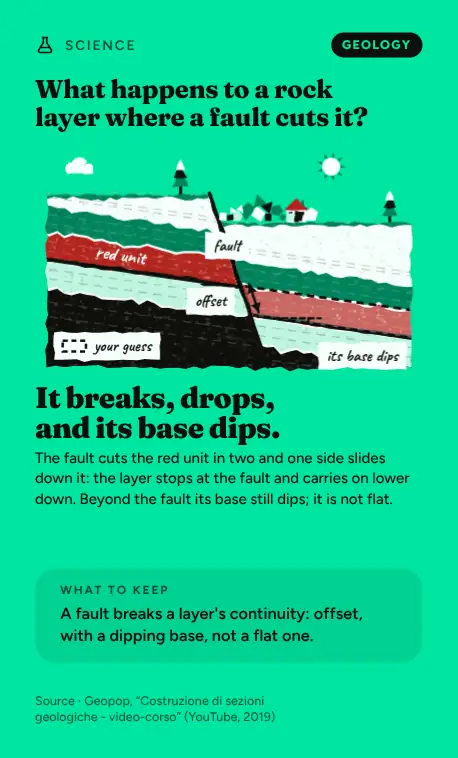 SCIENCE
GEOLOGY
What happens to a rock
layer where a fault cuts it?
fault
red unit
offset
your guess
its base dips
It breaks, drops,
and its base dips.
The fault cuts the red unit in two and one side slides
down it: the layer stops at the fault and carries on lower
down. Beyond the fault its base still dips; it is not flat.
WHAT TO KEEP
A fault breaks a layer's continuity: offset,
with a dipping base, not a flat one.
Source · Geopop, “Costruzione di sezioni
geologiche - video-corso” (YouTube, 2019)